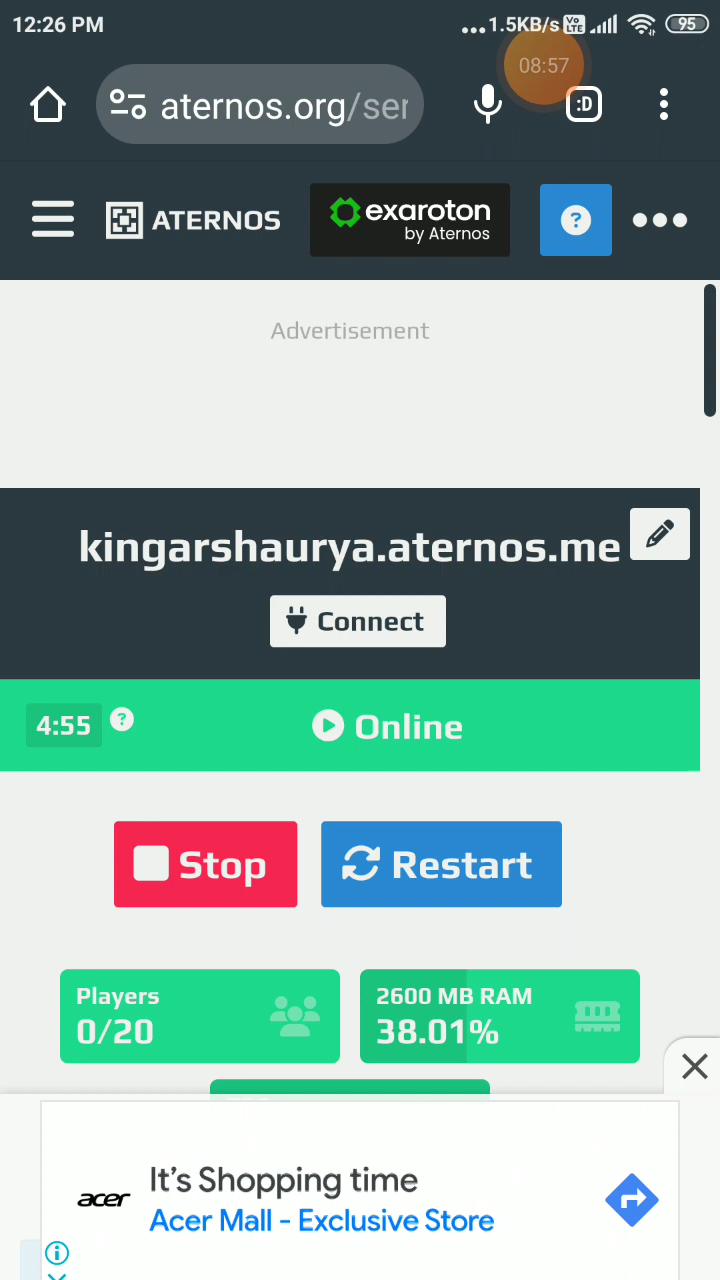 12:26 PM
...1.5KB/s Vo LTE 95
08:57
aternos.org/ser
:D
ATERNOS
exaroton
by Aternos
?
Advertisement
kingarshaurya.aternos.me
Connect
4:55 ? Online
Stop Restart
Players
0/20
2600 MB RAM
38.01%
It's Shopping time
acer
Acer Mall - Exclusive Store